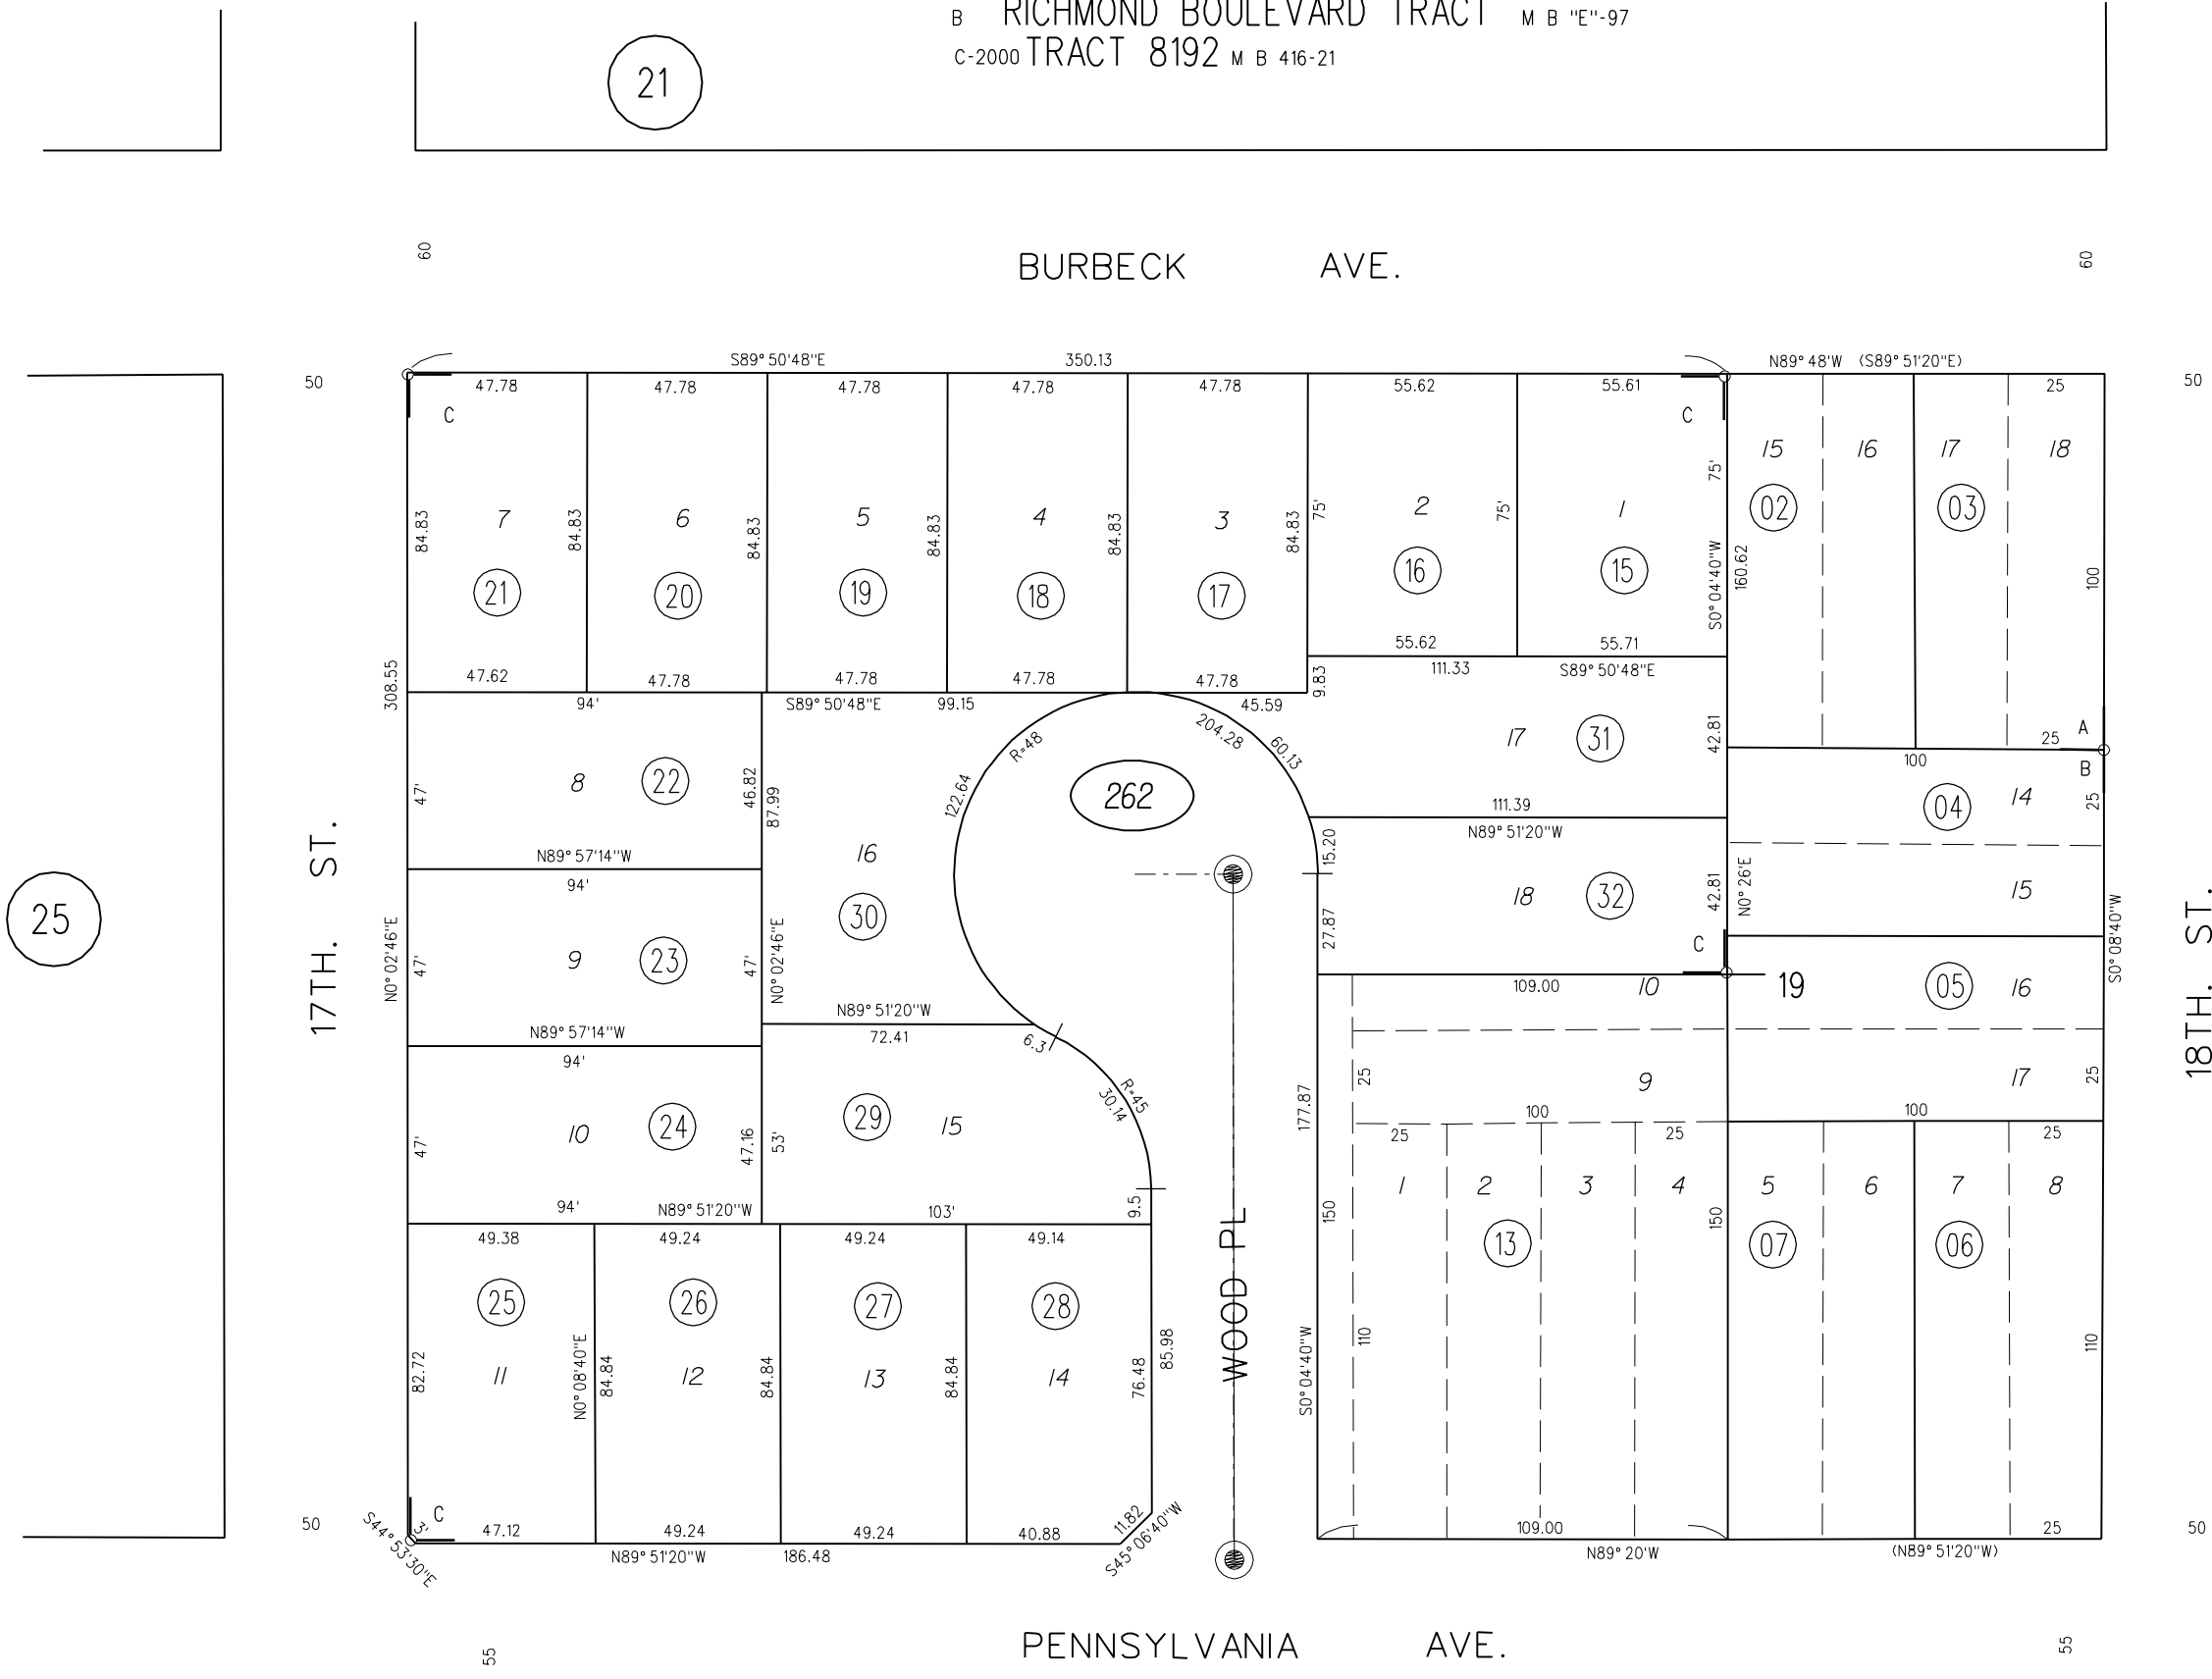 B RICHMOND BOULEVARD TRACT M B "E"-97
C-2000 TRACT 8192 M B 416-21
21
60
BURBECK AVE.
60
50
S89°50'48"E 350.13
N89°48'W (S89°51'20"E)
50
47.78 47.78 47.78 47.78 47.78 55.62 55.61 25
C C
15 16 17 18
75'
02 03
84.83 7 84.83 6 84.83 5 84.83 4 84.83 3 84.83 75' 2 75' 1
S0°04'40"W 160.62 100
21 20 19 18 17 16 15
55.62 55.71
47.62 47.78 47.78 47.78 47.78 9.83 111.33 S89°50'48"E
308.55
94' S89°50'48"E 99.15 45.59
R=48 204.28 60.13 17 31 42.81 25 A
100 B
47' 8 22 46.82 87.99 122.64 262 04 14 25
111.39
N89°51'20"W
17TH. ST.
N89°57'14"W 16 15.20
94' 30 18 32 42.81 N0°26'E 15
25
N0°02'46"E 47' 9 23 47' N0°02'46"E 27.87 C S0°08'40"W
18TH. ST.
109.00 10 19 05 16
N89°51'20"W
N89°57'14"W 72.41 6.3
94' R=45 30.14
177.87 25 9 17 25
47' 10 24 47.16 53' 29 15
100 100
25 25 25
94' N89°51'20"W 103' 9.5
1 2 3 4 5 6 7 8
150 150
49.38 49.24 49.24 49.14
WOOD PL
13 07 06
25 26 27 28
82.72 11 N0°08'40"E 84.84 12 84.84 13 84.84 14 76.48 85.98
S0°04'40"W 110 110
50 C
S44°53'30"E 3' 47.12 49.24 49.24 40.88 11.82 S45°06'40"W
109.00 25 50
N89°51'20"W 186.48
N89°20'W (N89°51'20"W)
55
PENNSYLVANIA AVE.
55